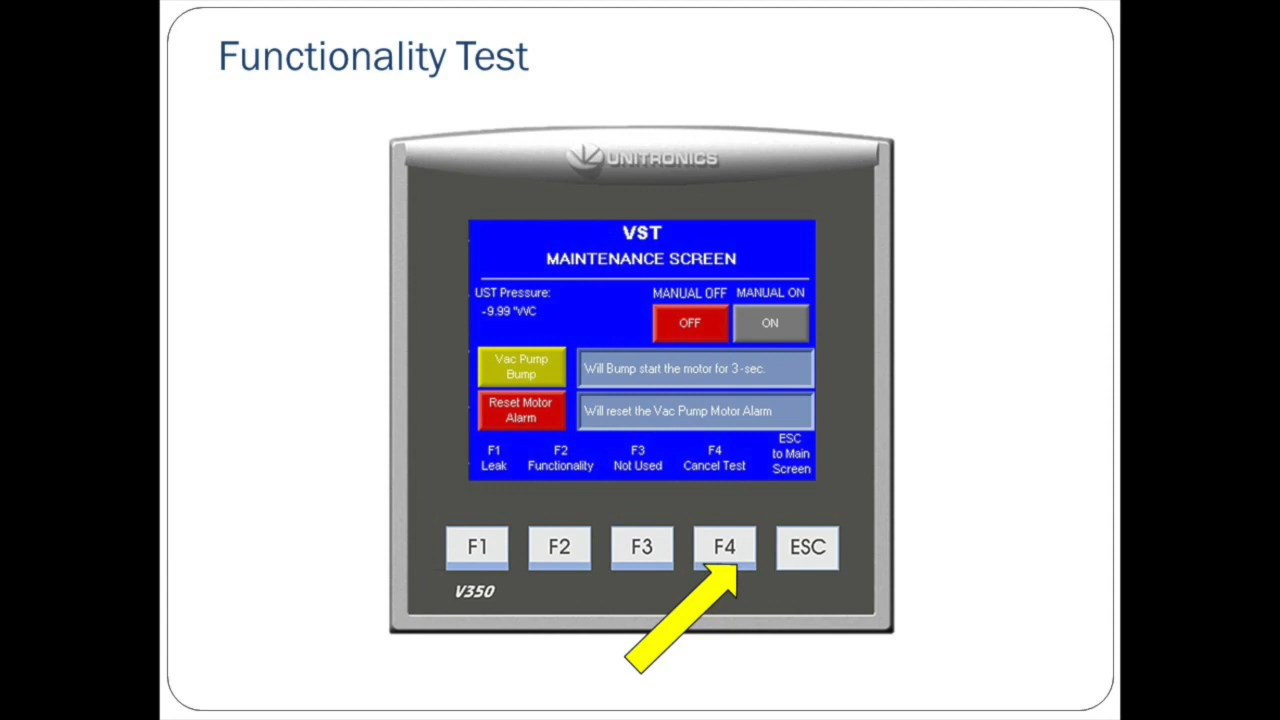 Functionality Test
UNITRONICS
VST
MAINTENANCE SCREEN
UST Pressure:
-9.99 "WC
MANUAL OFF MANUAL ON
OFF ON
Vac Pump
Bump
Will Bump start the motor for 3-sec.
Reset Motor
Alarm
Will reset the Vac Pump Motor Alarm
F1
Leak
F2
Functionality
F3
Not Used
F4
Cancel Test
ESC
to Main
Screen
F1 F2 F3 F4 ESC
V350